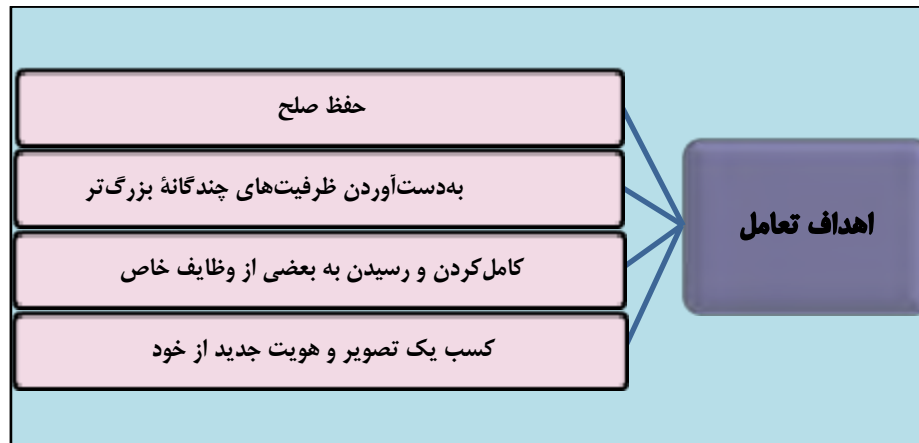 اهداف تعامل
حفظ صلح
به‌دست‌آوردن ظرفیت‌های چندگانهٔ بزرگ‌تر
کامل‌کردن و رسیدن به بعضی از وظایف خاص
کسب یک تصویر و هویت جدید از خود